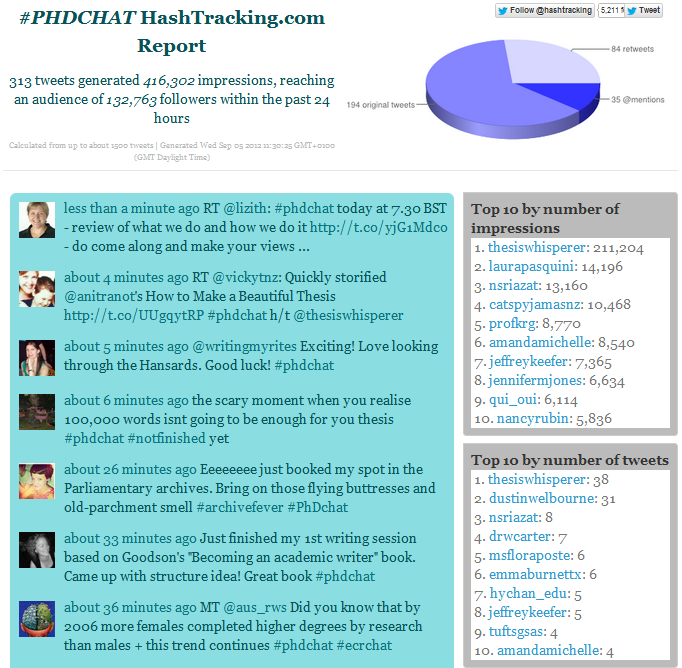 #PHDCHAT HashTracking.com
Report
313 tweets generated 416,302 impressions, reaching
an audience of 132,763 followers within the past 24
hours
Calculated from up to about 1500 tweets | Generated Wed Sep 05 2012 11:30:25 GMT+0100
(GMT Daylight Time)
Follow @hashtracking
5,211 f
Tweet
84 retweets
35 @mentions
194 original tweets
less than a minute ago RT @lizith: #phdchat today at 7.30 BST
- review of what we do and how we do it http://t.co/yjG1Mdco
- do come along and make your views ...
about 4 minutes ago RT @vickytnz: Quickly storified
@anitranot's How to Make a Beautiful Thesis
http://t.co/UUgqytRP #phdchat h/t @thesiswhisperer
about 5 minutes ago @writingmyrites Exciting! Love looking
through the Hansards. Good luck! #phdchat
about 6 minutes ago the scary moment when you realise
100,000 words isnt going to be enough for you thesis
#phdchat #notfinished yet
about 26 minutes ago Eeeeeeee just booked my spot in the
Parliamentary archives. Bring on those flying buttresses and
old-parchment smell #archivefever #PhDchat
about 33 minutes ago Just finished my 1st writing session
based on Goodson's "Becoming an academic writer" book.
Came up with structure idea! Great book #phdchat
about 36 minutes ago MT @aus_rws Did you know that by
2006 more females completed higher degrees by research
than males + this trend continues #phdchat #ecrchat
Top 10 by number of
impressions
1. thesiswhisperer: 211,204
2. laurapasquini: 14,196
3. nsriazat: 13,160
4. catspyjamasnz: 10,468
5. profkrg: 8,770
6. amandamichelle: 8,540
7. jeffreykeefer: 7,365
8. jennifermjones: 6,634
9. qui_oui: 6,114
10. nancyrubin: 5,836
Top 10 by number of tweets
1. thesiswhisperer: 38
2. dustinwelbourne: 31
3. nsriazat: 8
4. drwcarter: 7
5. msfloraposte: 6
6. emmaburnettx: 6
7. hychan_edu: 5
8. jeffreykeefer: 5
9. tuftsgsas: 4
10. amandamichelle: 4